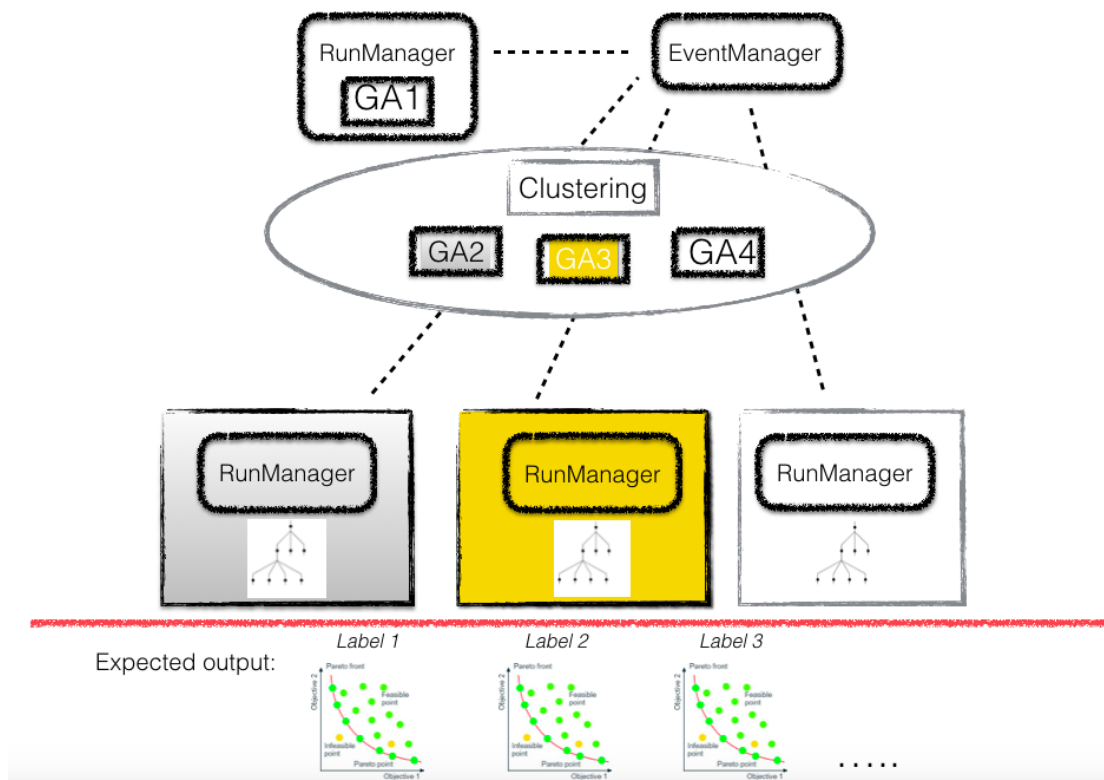 RunManager
EventManager
GA1
Clustering
GA2
GA3
GA4
RunManager
RunManager
RunManager
Label 1
Label 2
Label 3
Expected output:
Pareto front
Objective 2
Feasible
point
Infeasible
point
Pareto point
Objective 1
Pareto front
Objective 2
Feasible
point
Infeasible
point
Pareto point
Objective 1
Pareto front
Objective 2
Feasible
point
Infeasible
point
Pareto point
Objective 1
. . . . .